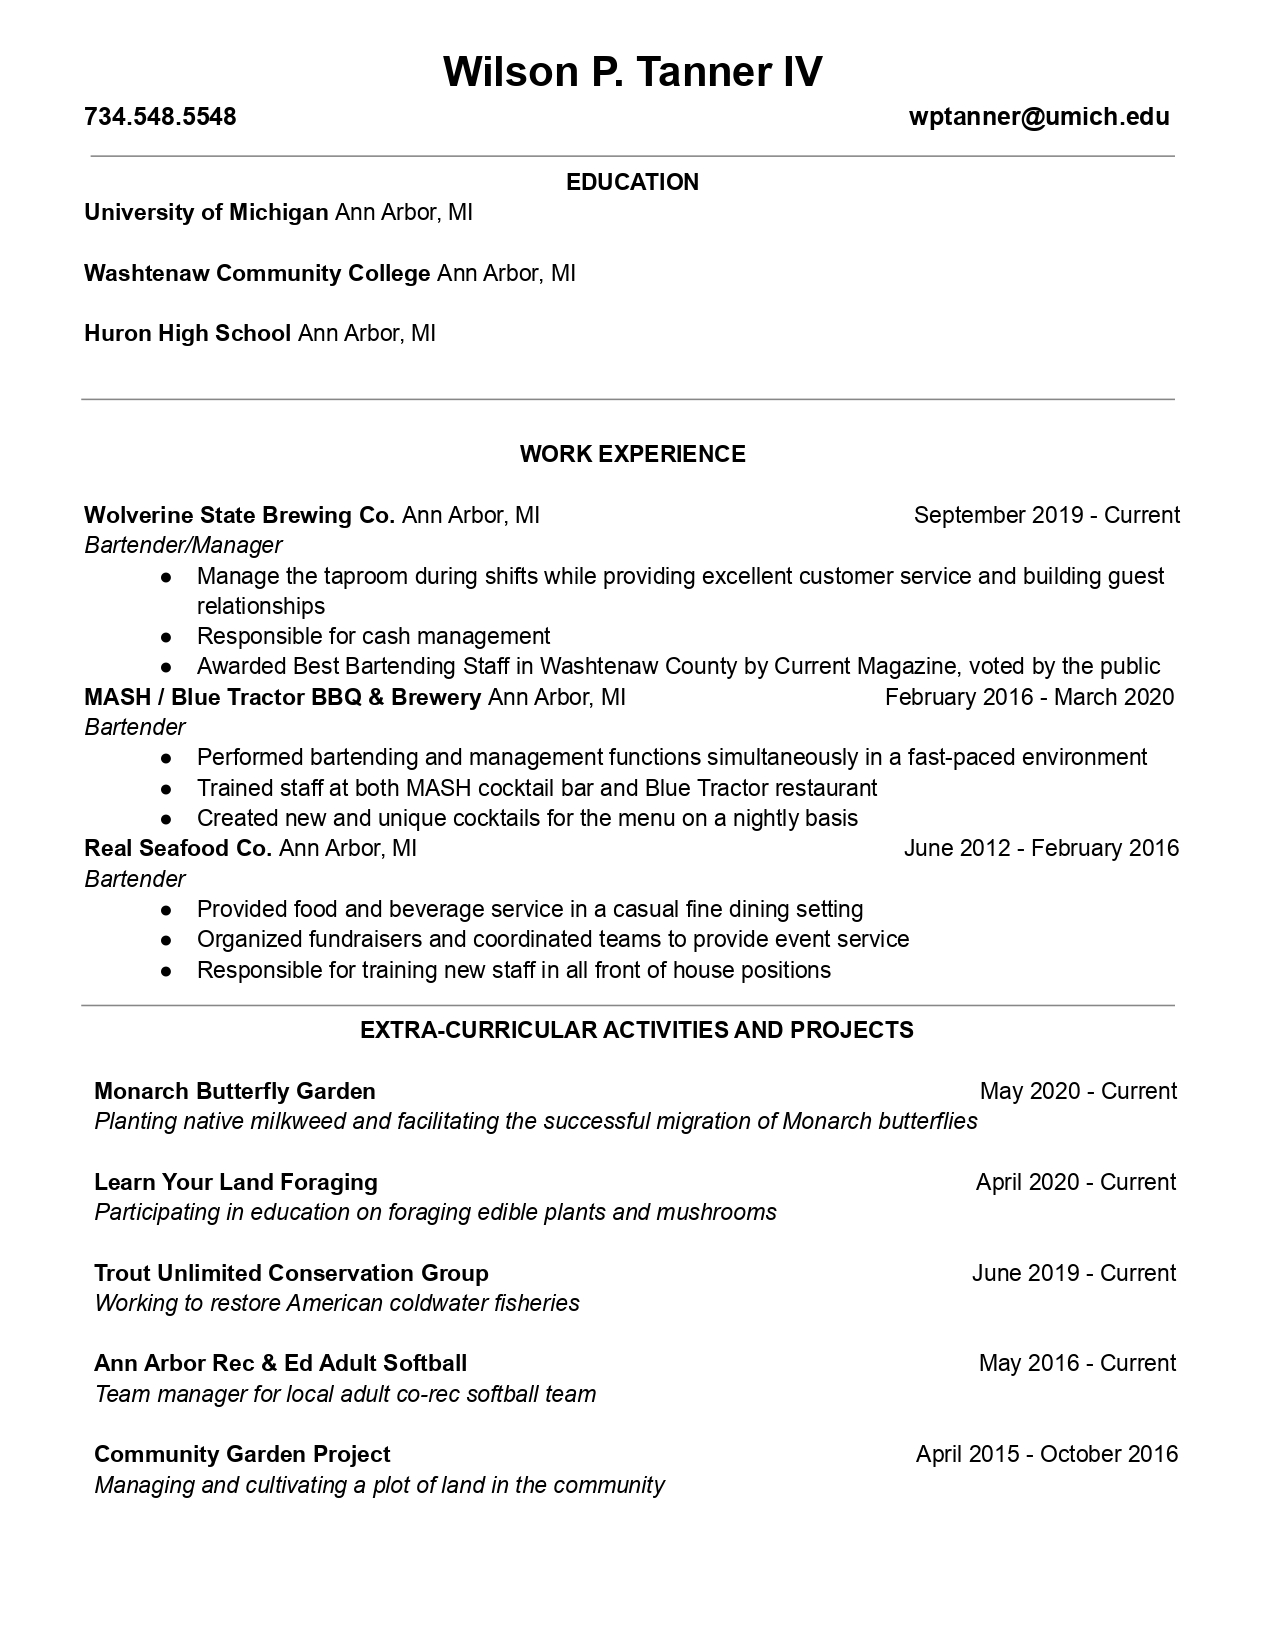 Wilson P. Tanner IV
734.548.5548 wptanner@umich.edu
EDUCATION
University of Michigan Ann Arbor, MI
Washtenaw Community College Ann Arbor, MI
Huron High School Ann Arbor, MI
WORK EXPERIENCE
Wolverine State Brewing Co. Ann Arbor, MI September 2019 - Current
Bartender/Manager
● Manage the taproom during shifts while providing excellent customer service and building guest
relationships
● Responsible for cash management
● Awarded Best Bartending Staff in Washtenaw County by Current Magazine, voted by the public
MASH / Blue Tractor BBQ & Brewery Ann Arbor, MI February 2016 - March 2020
Bartender
● Performed bartending and management functions simultaneously in a fast-paced environment
● Trained staff at both MASH cocktail bar and Blue Tractor restaurant
● Created new and unique cocktails for the menu on a nightly basis
Real Seafood Co. Ann Arbor, MI June 2012 - February 2016
Bartender
● Provided food and beverage service in a casual fine dining setting
● Organized fundraisers and coordinated teams to provide event service
● Responsible for training new staff in all front of house positions
EXTRA-CURRICULAR ACTIVITIES AND PROJECTS
Monarch Butterfly Garden May 2020 - Current
Planting native milkweed and facilitating the successful migration of Monarch butterflies
Learn Your Land Foraging April 2020 - Current
Participating in education on foraging edible plants and mushrooms
Trout Unlimited Conservation Group June 2019 - Current
Working to restore American coldwater fisheries
Ann Arbor Rec & Ed Adult Softball May 2016 - Current
Team manager for local adult co-rec softball team
Community Garden Project April 2015 - October 2016
Managing and cultivating a plot of land in the community